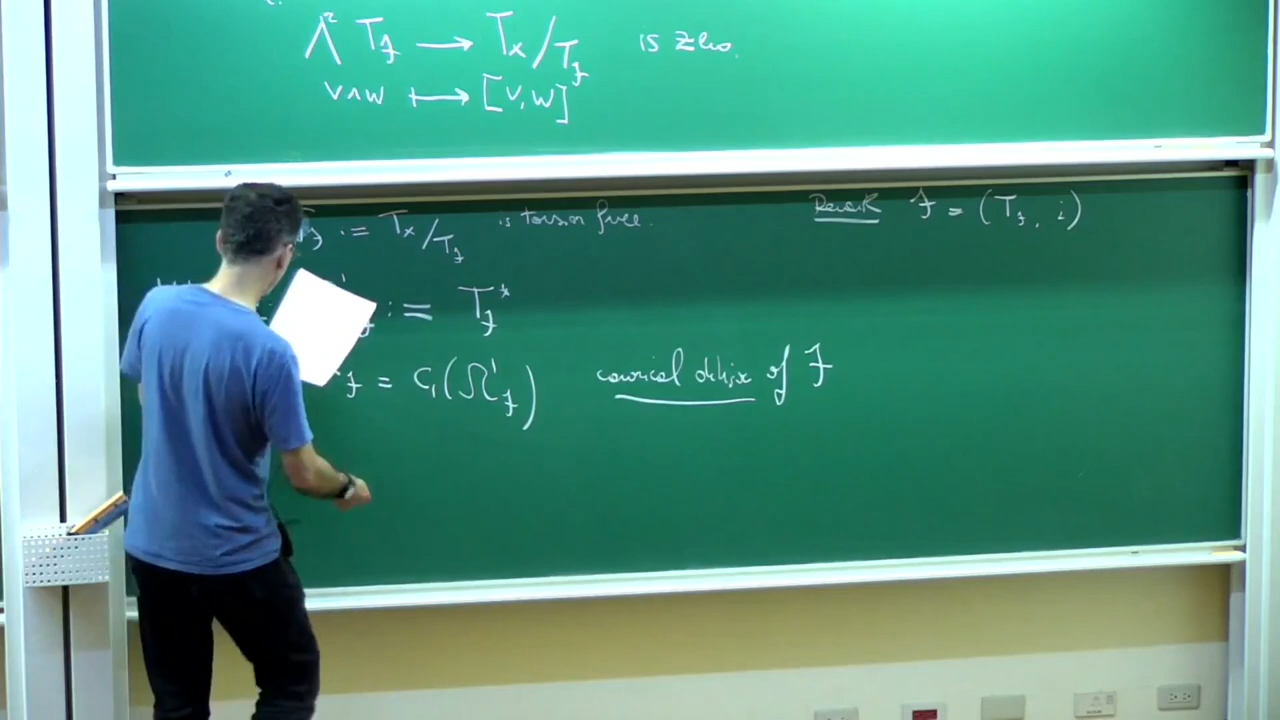 Λ² T_𝓕 ⟶ T_X / T_𝓕 is zero.
v∧w ⟼ [v, w]
𝓕 := T_X / T_𝓕 is torsion free.
Remark 𝓕 = (T_𝓕, i)
:= T_𝓕^*
𝓕 = c₁(Ω¹_𝓕) canonical divisor of 𝓕